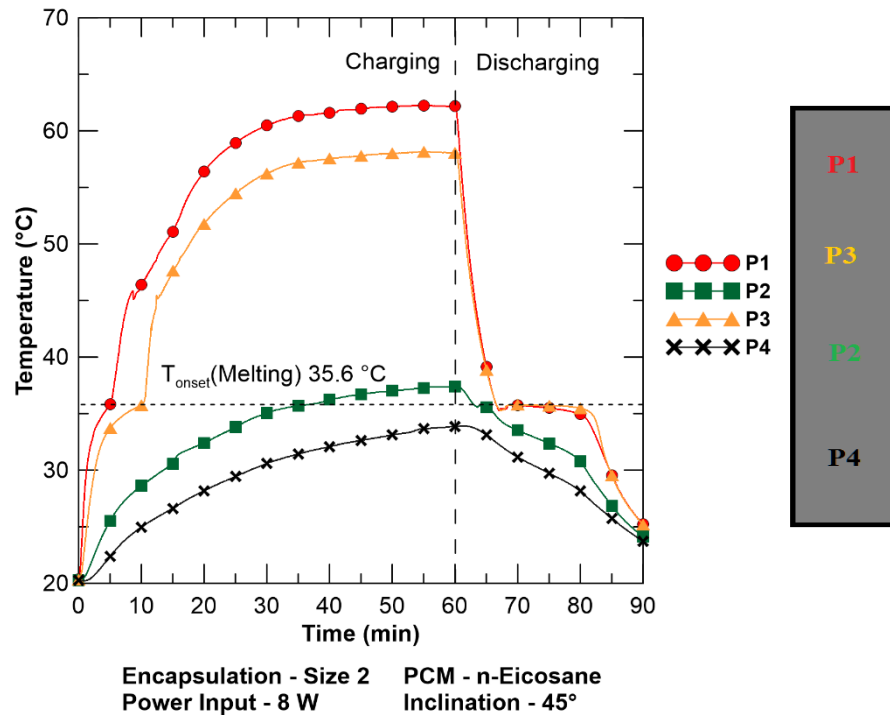 70
60
50
40
30
20
Temperature (°C)
Charging
Discharging
Tonset(Melting) 35.6 °C
0 10 20 30 40 50 60 70 80 90
Time (min)
P1
P2
P3
P4
P1
P3
P2
P4
Encapsulation - Size 2 PCM - n-Eicosane
Power Input - 8 W Inclination - 45°